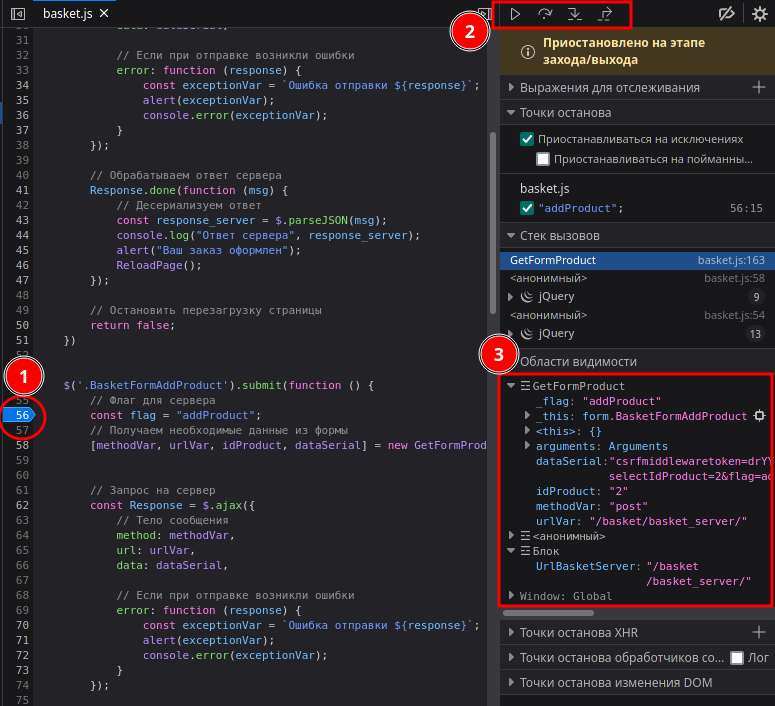 basket.js
31
32 // Если при отправке возникли ошибки
33 error: function (response) {
34 const exceptionVar = `Ошибка отправки ${response}`;
35 alert(exceptionVar);
36 console.error(exceptionVar);
37 }
38 });
39
40 // Обрабатываем ответ сервера
41 Response.done(function (msg) {
42 // Десериализуем ответ
43 const response_server = $.parseJSON(msg);
44 console.log("Ответ сервера", response_server);
45 alert("Ваш заказ оформлен");
46 ReloadPage();
47 });
48
49 // Остановить перезагрузку страницы
50 return false;
51 })
1
$('.BasketFormAddProduct').submit(function () {
55 // Флаг для сервера
56 const flag = "addProduct";
57 // Получаем необходимые данные из формы
58 [methodVar, urlVar, idProduct, dataSerial] = new GetFormProd
59
60
61 // Запрос на сервер
62 const Response = $.ajax({
63 // Тело сообщения
64 method: methodVar,
65 url: urlVar,
66 data: dataSerial,
67
68 // Если при отправке возникли ошибки
69 error: function (response) {
70 const exceptionVar = `Ошибка отправки ${response}`;
71 alert(exceptionVar);
72 console.error(exceptionVar);
73 }
74 });
75
2
Приостановлено на этапе
захода/выхода
Выражения для отслеживания
Точки останова
Приостанавливаться на исключениях
Приостанавливаться на пойманны...
basket.js
"addProduct"; 56:15
Стек вызовов
GetFormProduct basket.js:163
<анонимный> basket.js:58
jQuery 9
<анонимный> basket.js:54
jQuery 13
3
Области видимости
GetFormProduct
_flag: "addProduct"
_this: form.BasketFormAddProduct
<this>: {}
arguments: Arguments
dataSerial:"csrfmiddlewaretoken=drYY
selectIdProduct=2&flag=ad
idProduct: "2"
methodVar: "post"
urlVar: "/basket/basket_server/"
<анонимный>
Блок
UrlBasketServer: "/basket
/basket_server/"
Window: Global
Точки останова XHR
Точки останова обработчиков со... Лог
Точки останова изменения DOM